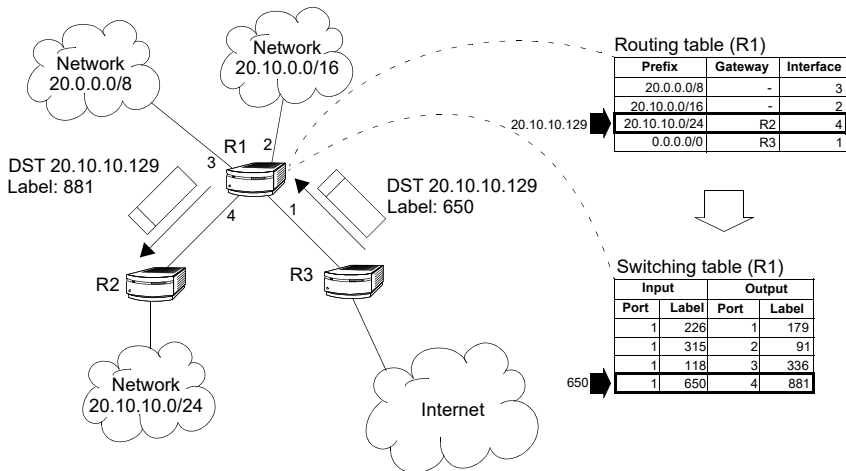 Network
20.0.0.0/8
Network
20.10.0.0/16
R1
2
3
4
1
DST 20.10.10.129
Label: 881
DST 20.10.10.129
Label: 650
R2
R3
Network
20.10.10.0/24
Internet
Routing table (R1)
Prefix Gateway Interface
20.0.0.0/8 - 3
20.10.0.0/16 - 2
20.10.10.129 20.10.10.0/24 R2 4
0.0.0.0/0 R3 1
Switching table (R1)
Input Output
Port Label Port Label
1 226 1 179
1 315 2 91
1 118 3 336
650 1 650 4 881